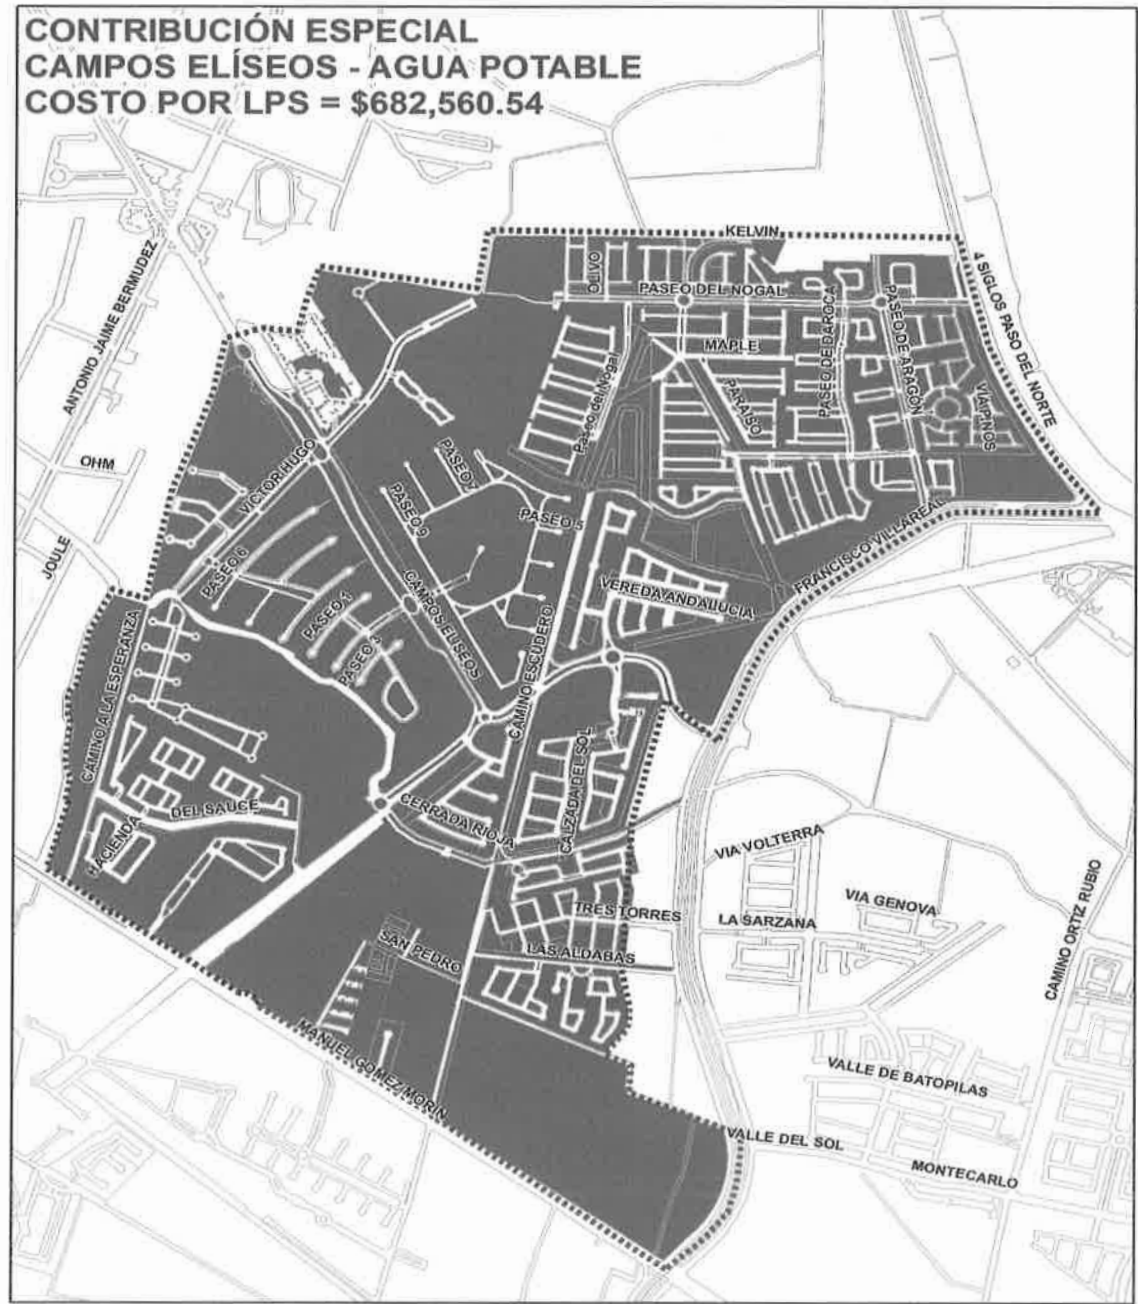 CONTRIBUCIÓN ESPECIAL
CAMPOS ELÍSEOS - AGUA POTABLE
COSTO POR LPS = $682,560.54
KELVIN
4 SIGLOS PASO DEL NORTE
ANTONIO JAIME BERMUDEZ
OLIVO
PASEO DEL NOGAL
PASEO DE DAROCA
PASEO DE ARAGÓN
MAPLE
Paseo del Nogal
PARAISO
VIA PINOS
OHM
VICTOR HUGO
PASEO 9
PASEO 5
JOULE
PASEO 6
PASEO 1
PASEO 3
CAMPOS ELISEOS
FRANCISCO VILLAREAL
VEREDA ANDALUCIA
CAMINO ESCUDERO
CAMINO A LA ESPERANZA
CALZADA DEL SOL
HACIENDA
DEL SAUCE
CERRADA RIOJA
VIA VOLTERRA
VIA GENOVA
LA SARZANA
TRES TORRES
LAS ALDABAS
SAN PEDRO
CAMINO ORTIZ RUBIO
MANUEL GOMEZ MORIN
VALLE DE BATOPILAS
VALLE DEL SOL
MONTECARLO